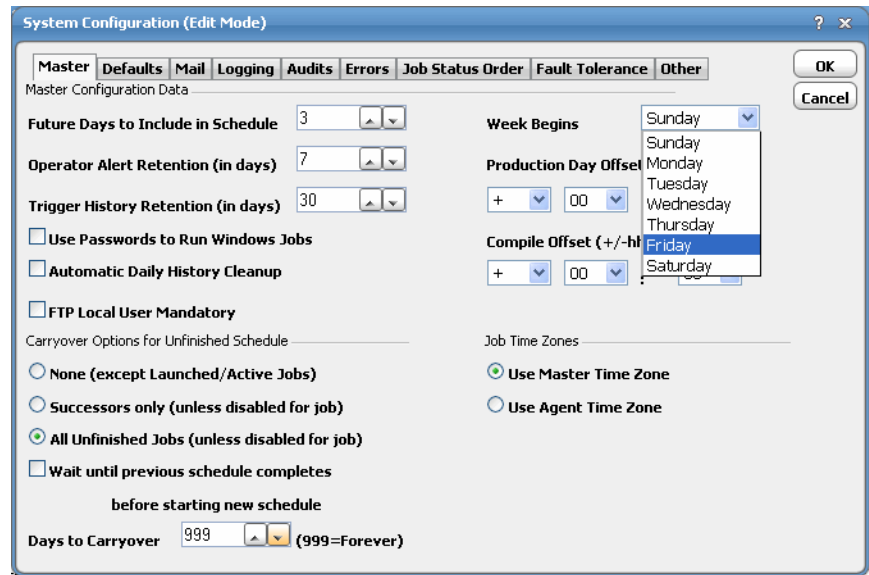 System Configuration (Edit Mode)
? x
Master Defaults Mail Logging Audits Errors Job Status Order Fault Tolerance Other
OK
Cancel
Master Configuration Data
Future Days to Include in Schedule 3
Operator Alert Retention (in days) 7
Trigger History Retention (in days) 30
Use Passwords to Run Windows Jobs
Automatic Daily History Cleanup
FTP Local User Mandatory
Week Begins Sunday
Sunday
Monday
Tuesday
Wednesday
Thursday
Friday
Saturday
Production Day Offset
+ 00
Compile Offset (+/-hh
+ 00 :
Carryover Options for Unfinished Schedule
None (except Launched/Active Jobs)
Successors only (unless disabled for job)
All Unfinished Jobs (unless disabled for job)
Wait until previous schedule completes
before starting new schedule
Days to Carryover 999 (999=Forever)
Job Time Zones
Use Master Time Zone
Use Agent Time Zone